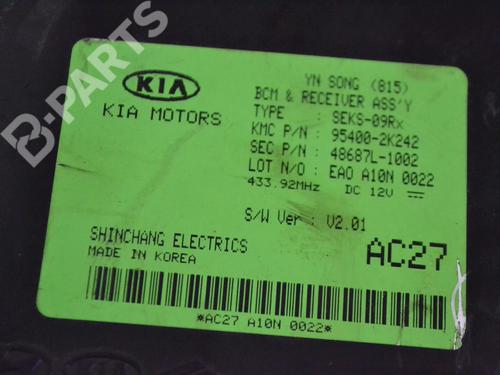 B-PARTS
KIA
KIA MOTORS
YN SONG (815)
BCM & RECEIVER ASS'Y
TYPE : SEKS-09Rx
KMC P/N : 95400-2K242
SEC P/N : 48687L-1002
LOT N/O : EAO A10N 0022
433.92MHz DC 12V
S/W Ver : V2.01
SHINCHANG ELECTRICS
MADE IN KOREA
AC27
*AC27 A10N 0022*
B-PARTS